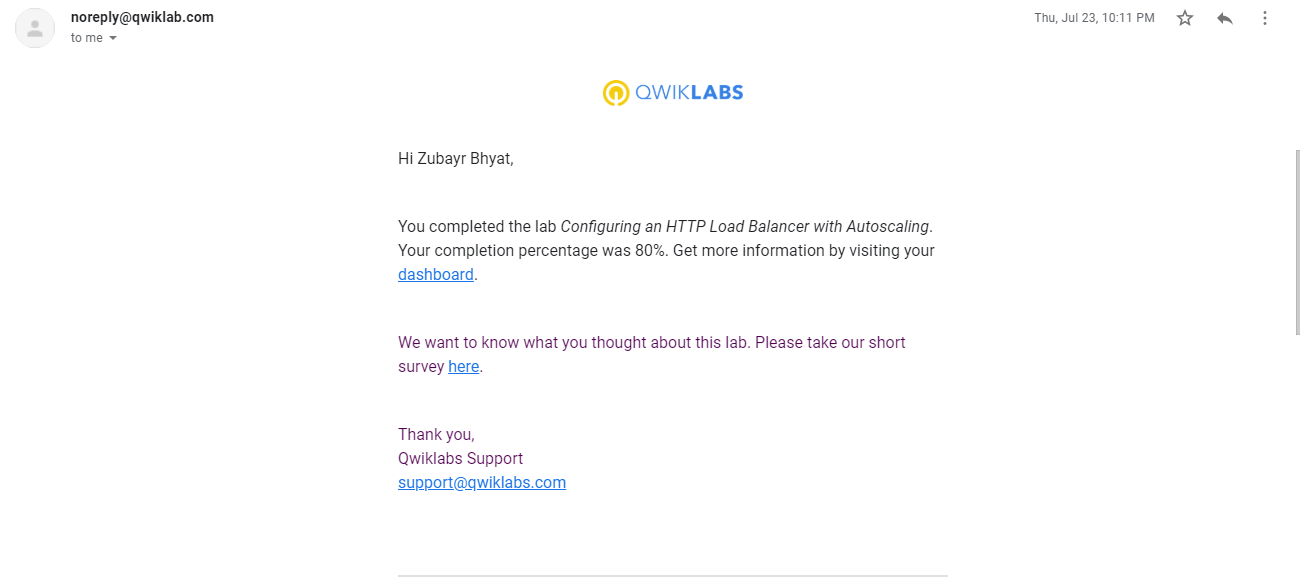 noreply@qwiklab.com
Thu, Jul 23, 10:11 PM
to me
QWIKLABS
Hi Zubayr Bhyat,
You completed the lab Configuring an HTTP Load Balancer with Autoscaling.
Your completion percentage was 80%. Get more information by visiting your
dashboard.
We want to know what you thought about this lab. Please take our short
survey here.
Thank you,
Qwiklabs Support
support@qwiklabs.com